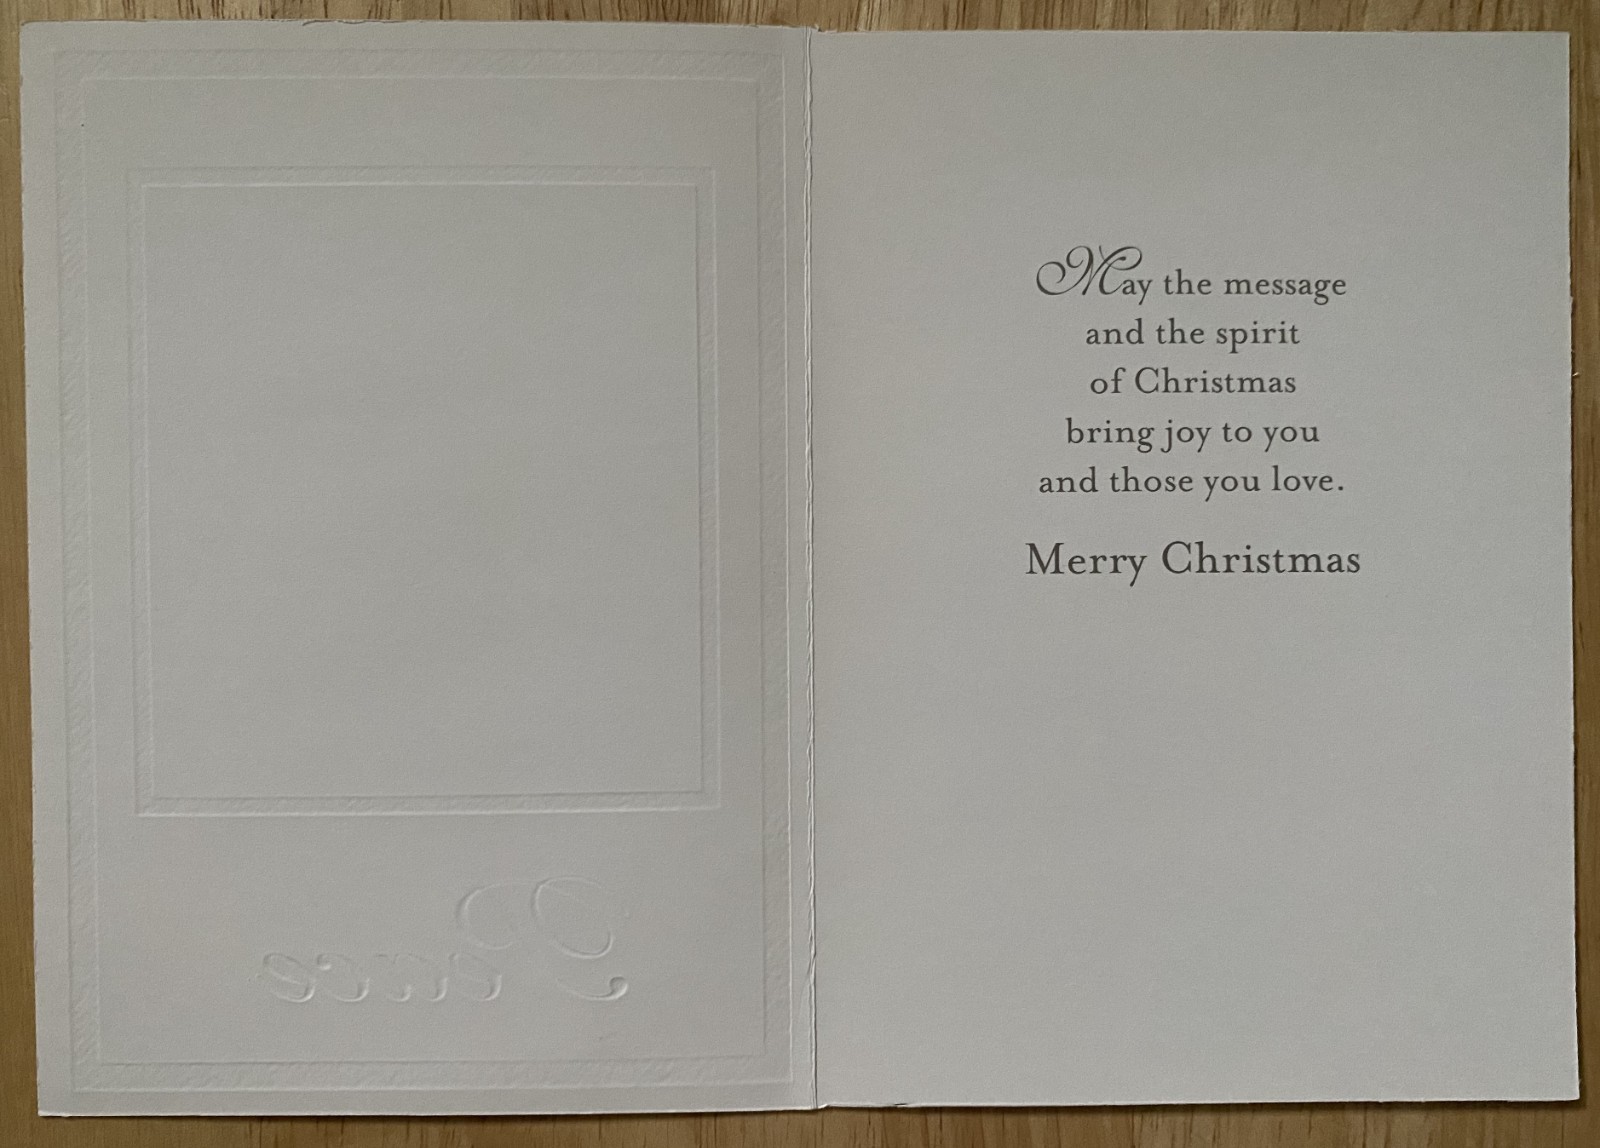 Peace
May the message
and the spirit
of Christmas
bring joy to you
and those you love.
Merry Christmas